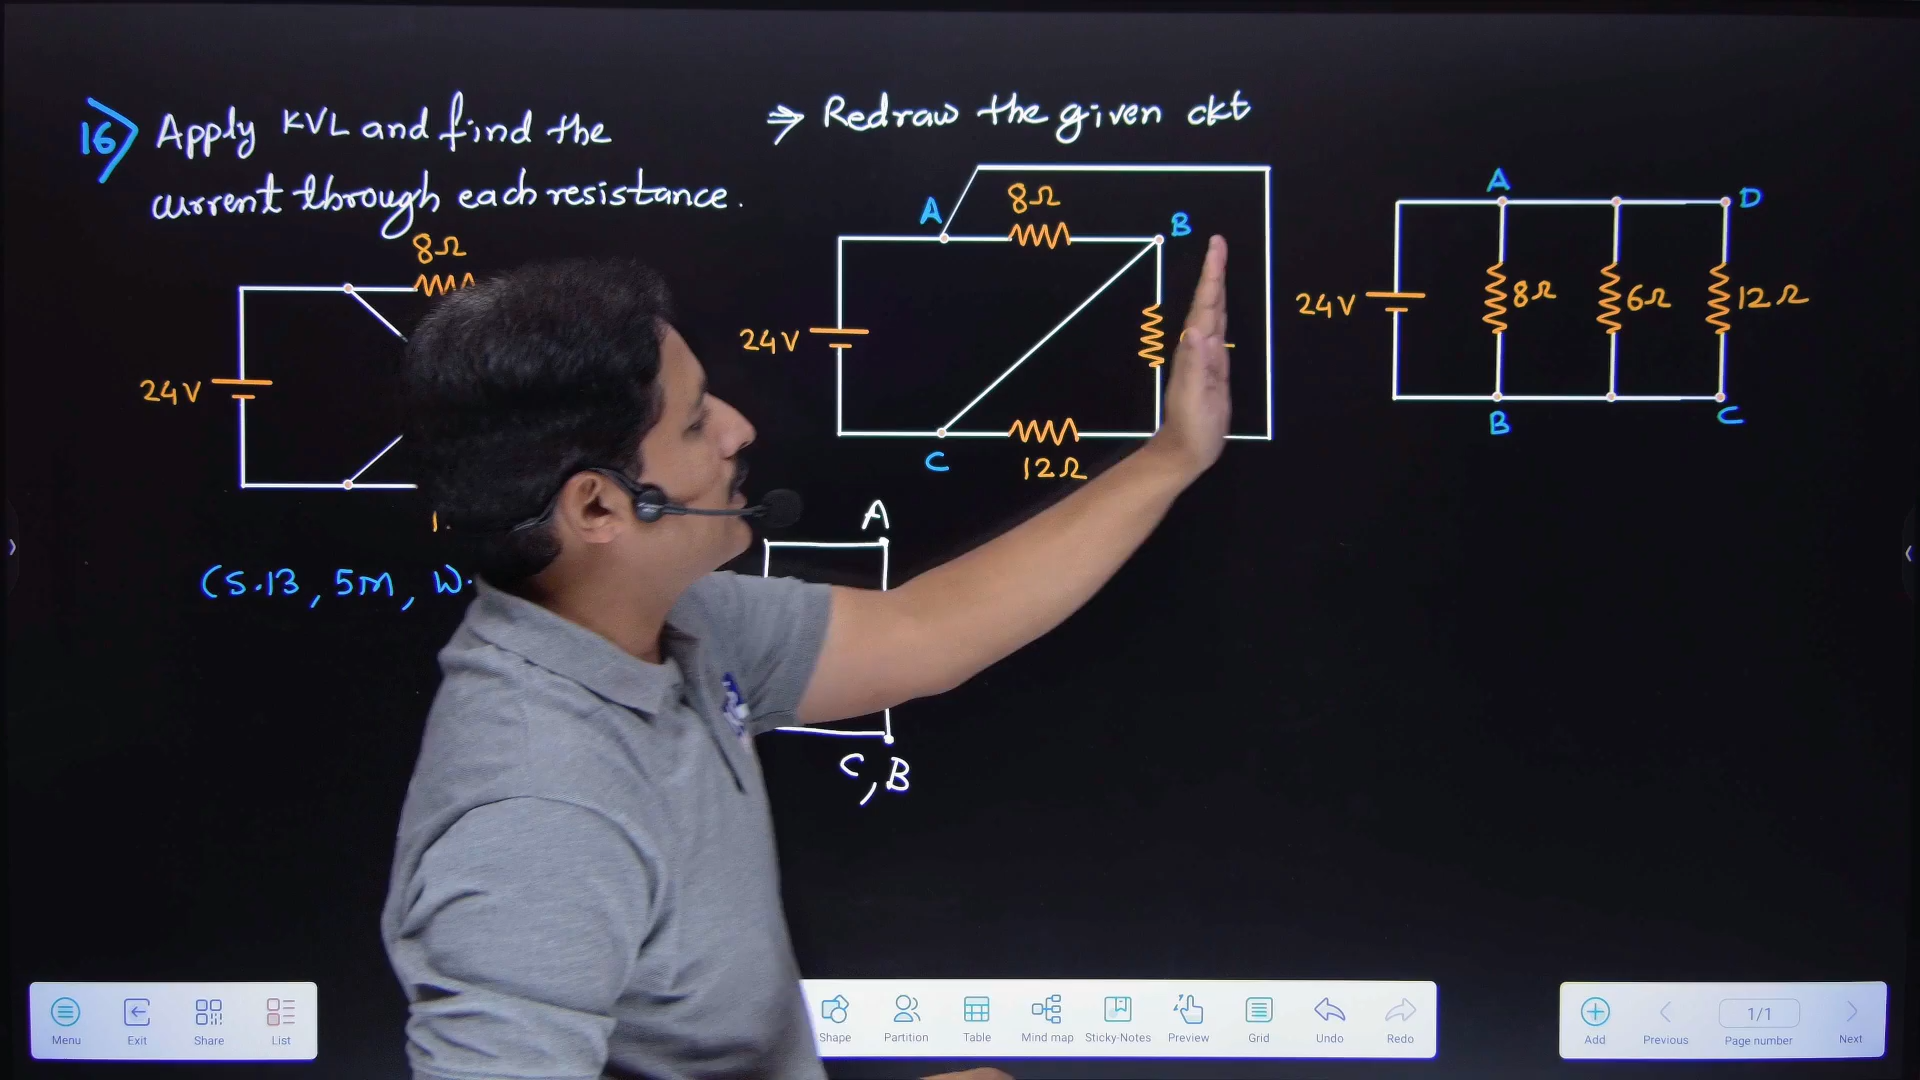 16) Apply KVL and find the
current through each resistance.
8Ω
24V
(S.13, 5M, W.
⇒ Redraw the given ckt
A
8Ω
B
24V
C
12Ω
A
C, B
A
D
24V
8Ω
6Ω
12Ω
B
C
Menu
Exit
Share
List
Shape
Partition
Table
Mind map
Sticky-Notes
Preview
Grid
Undo
Redo
Add
Previous
1/1
Page number
Next